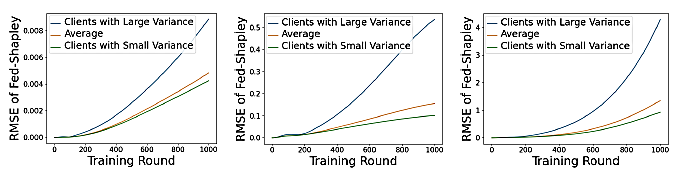 RMSE of Fed-Shapley
0.008
0.006
0.004
0.002
0.000
Clients with Large Variance
Average
Clients with Small Variance
0 200 400 600 800 1000
Training Round
RMSE of Fed-Shapley
0.5
0.4
0.3
0.2
0.1
0.0
Clients with Large Variance
Average
Clients with Small Variance
0 200 400 600 800 1000
Training Round
RMSE of Fed-Shapley
4
3
2
1
0
Clients with Large Variance
Average
Clients with Small Variance
0 200 400 600 800 1000
Training Round